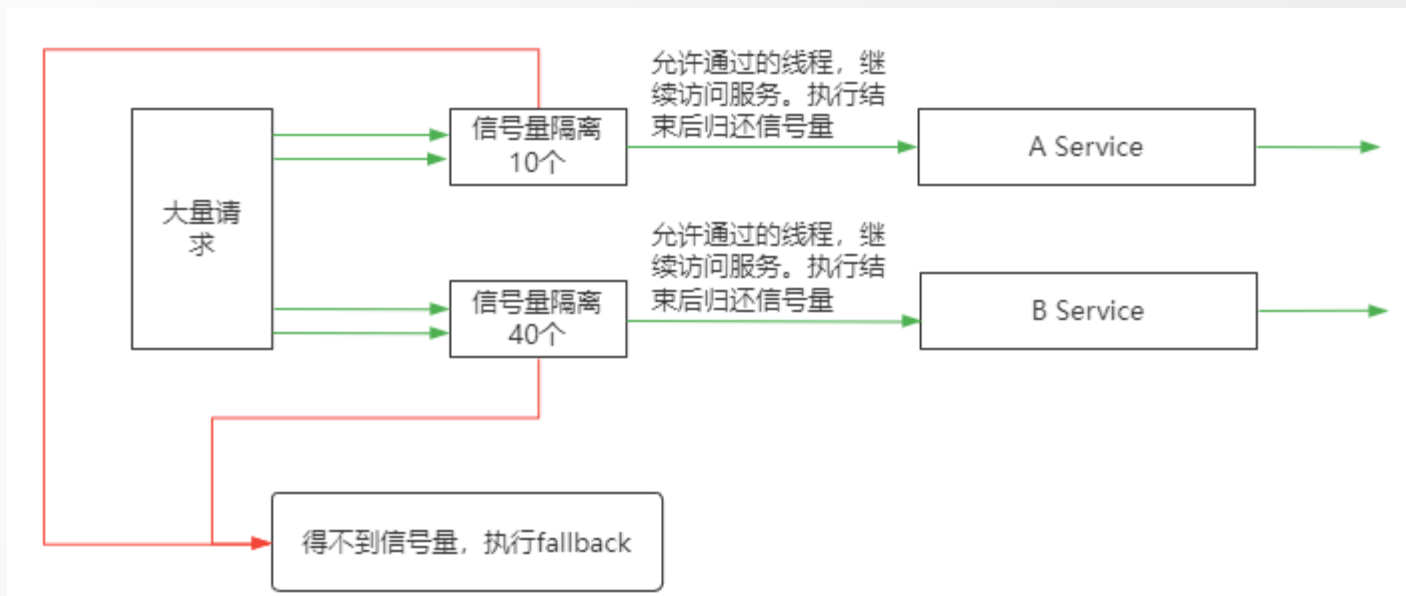 大量请
求
信号量隔离
10个
允许通过的线程，继
续访问服务。执行结
束后归还信号量
A Service
信号量隔离
40个
允许通过的线程，继
续访问服务。执行结
束后归还信号量
B Service
得不到信号量，执行fallback